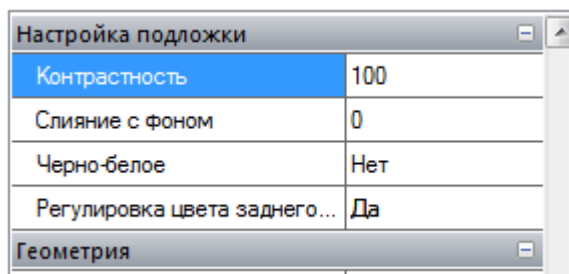 Настройка подложки
Контрастность 100
Слияние с фоном 0
Черно-белое Нет
Регулировка цвета заднего... Да
Геометрия